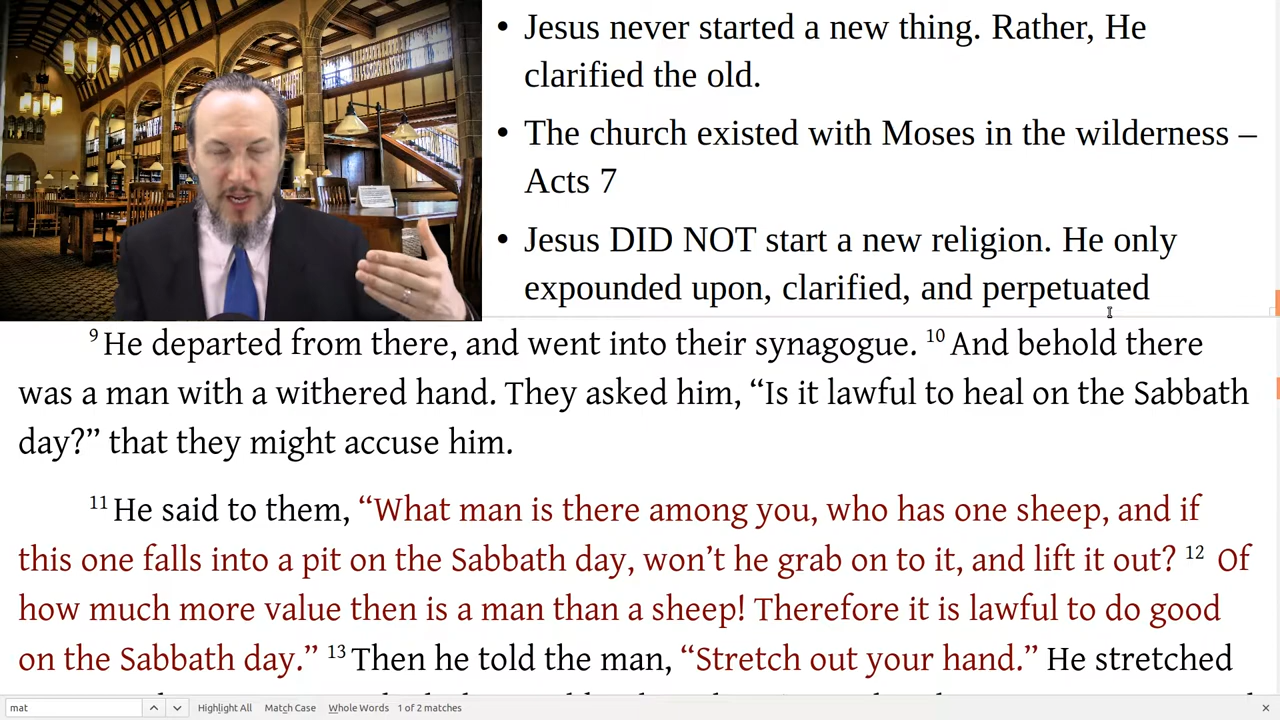 • Jesus never started a new thing. Rather, He
clarified the old.
• The church existed with Moses in the wilderness –
Acts 7
• Jesus DID NOT start a new religion. He only
expounded upon, clarified, and perpetuated
9 He departed from there, and went into their synagogue. 10 And behold there
was a man with a withered hand. They asked him, “Is it lawful to heal on the Sabbath
day?” that they might accuse him.
11 He said to them, “What man is there among you, who has one sheep, and if
this one falls into a pit on the Sabbath day, won’t he grab on to it, and lift it out? 12 Of
how much more value then is a man than a sheep! Therefore it is lawful to do good
on the Sabbath day.” 13 Then he told the man, “Stretch out your hand.” He stretched
mat
Highlight All
Match Case
Whole Words
1 of 2 matches